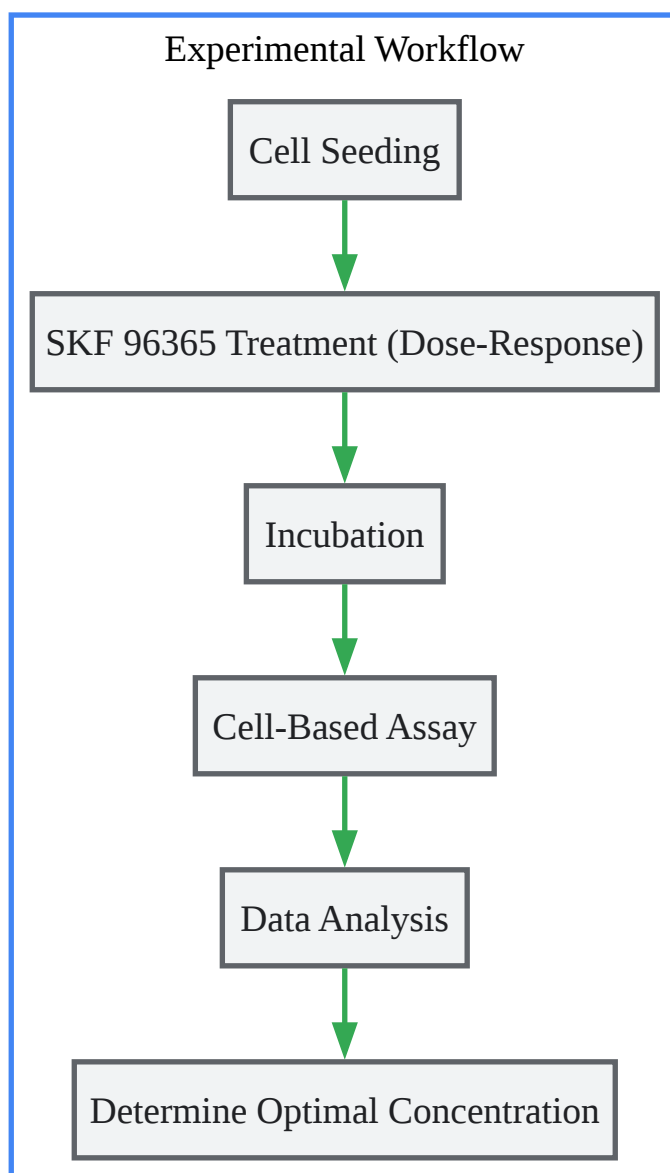 Experimental Workflow
Cell Seeding
SKF 96365 Treatment (Dose-Response)
Incubation
Cell-Based Assay
Data Analysis
Determine Optimal Concentration